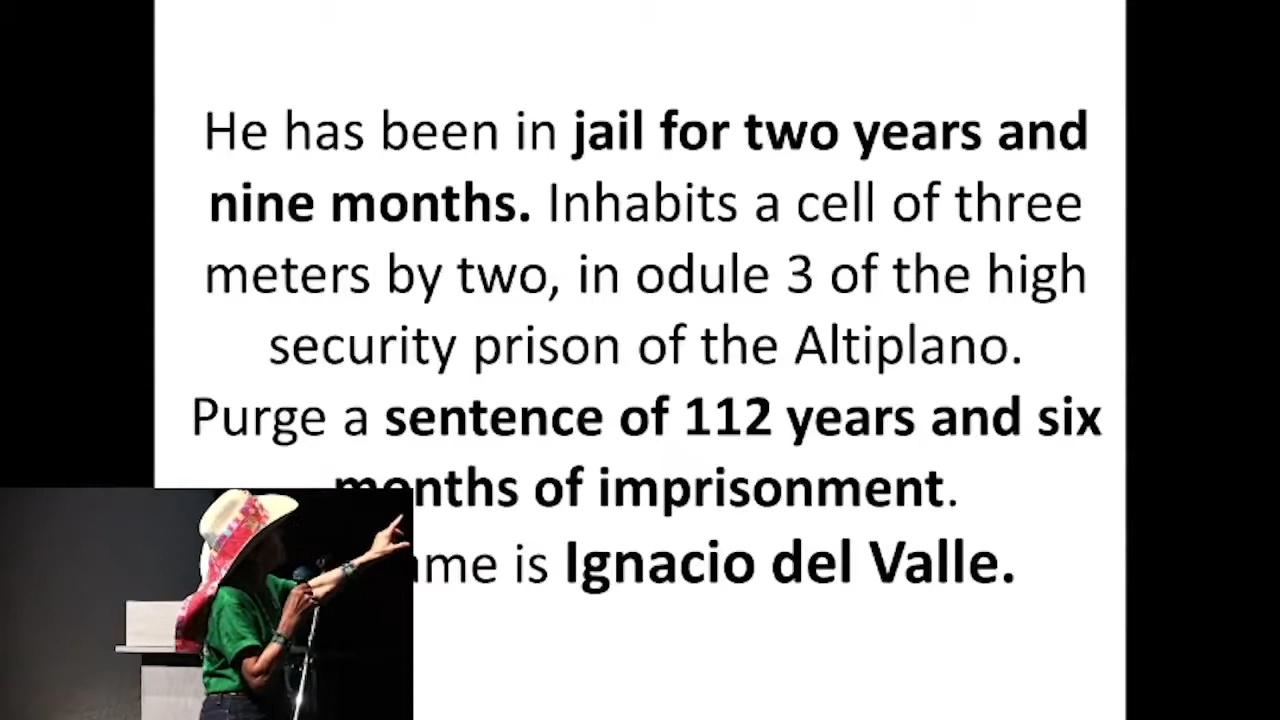 He has been in jail for two years and
nine months. Inhabits a cell of three
meters by two, in odule 3 of the high
security prison of the Altiplano.
Purge a sentence of 112 years and six
months of imprisonment.
is Ignacio del Valle.